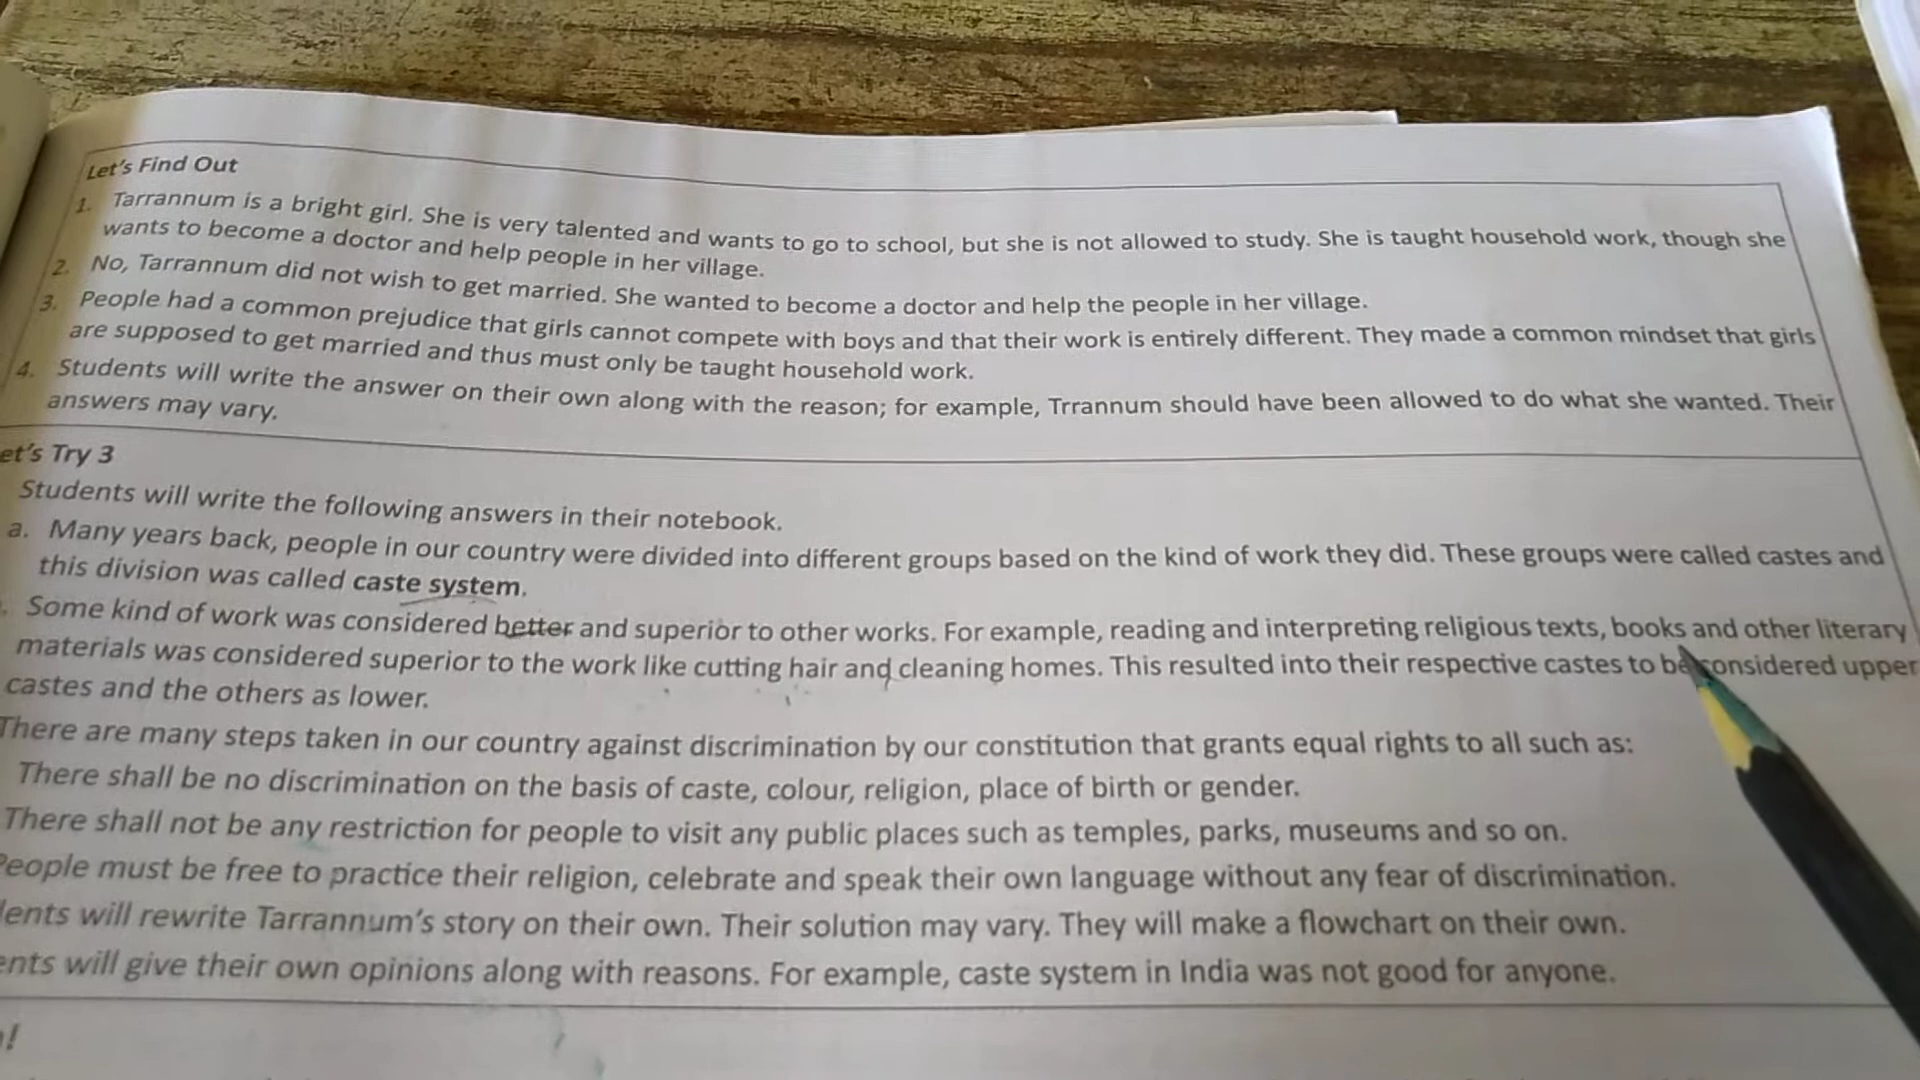 Let's Find Out
1. Tarrannum is a bright girl. She is very talented and wants to go to school, but she is not allowed to study. She is taught household work, though she
wants to become a doctor and help people in her village.
2. No, Tarrannum did not wish to get married. She wanted to become a doctor and help the people in her village.
3. People had a common prejudice that girls cannot compete with boys and that their work is entirely different. They made a common mindset that girls
are supposed to get married and thus must only be taught household work.
4. Students will write the answer on their own along with the reason; for example, Trrannum should have been allowed to do what she wanted. Their
answers may vary.
et's Try 3
Students will write the following answers in their notebook.
a. Many years back, people in our country were divided into different groups based on the kind of work they did. These groups were called castes and
this division was called caste system.
. Some kind of work was considered better and superior to other works. For example, reading and interpreting religious texts, books and other literary
materials was considered superior to the work like cutting hair and cleaning homes. This resulted into their respective castes to be considered upper
castes and the others as lower.
There are many steps taken in our country against discrimination by our constitution that grants equal rights to all such as:
There shall be no discrimination on the basis of caste, colour, religion, place of birth or gender.
There shall not be any restriction for people to visit any public places such as temples, parks, museums and so on.
People must be free to practice their religion, celebrate and speak their own language without any fear of discrimination.
ents will rewrite Tarrannum's story on their own. Their solution may vary. They will make a flowchart on their own.
ents will give their own opinions along with reasons. For example, caste system in India was not good for anyone.
!